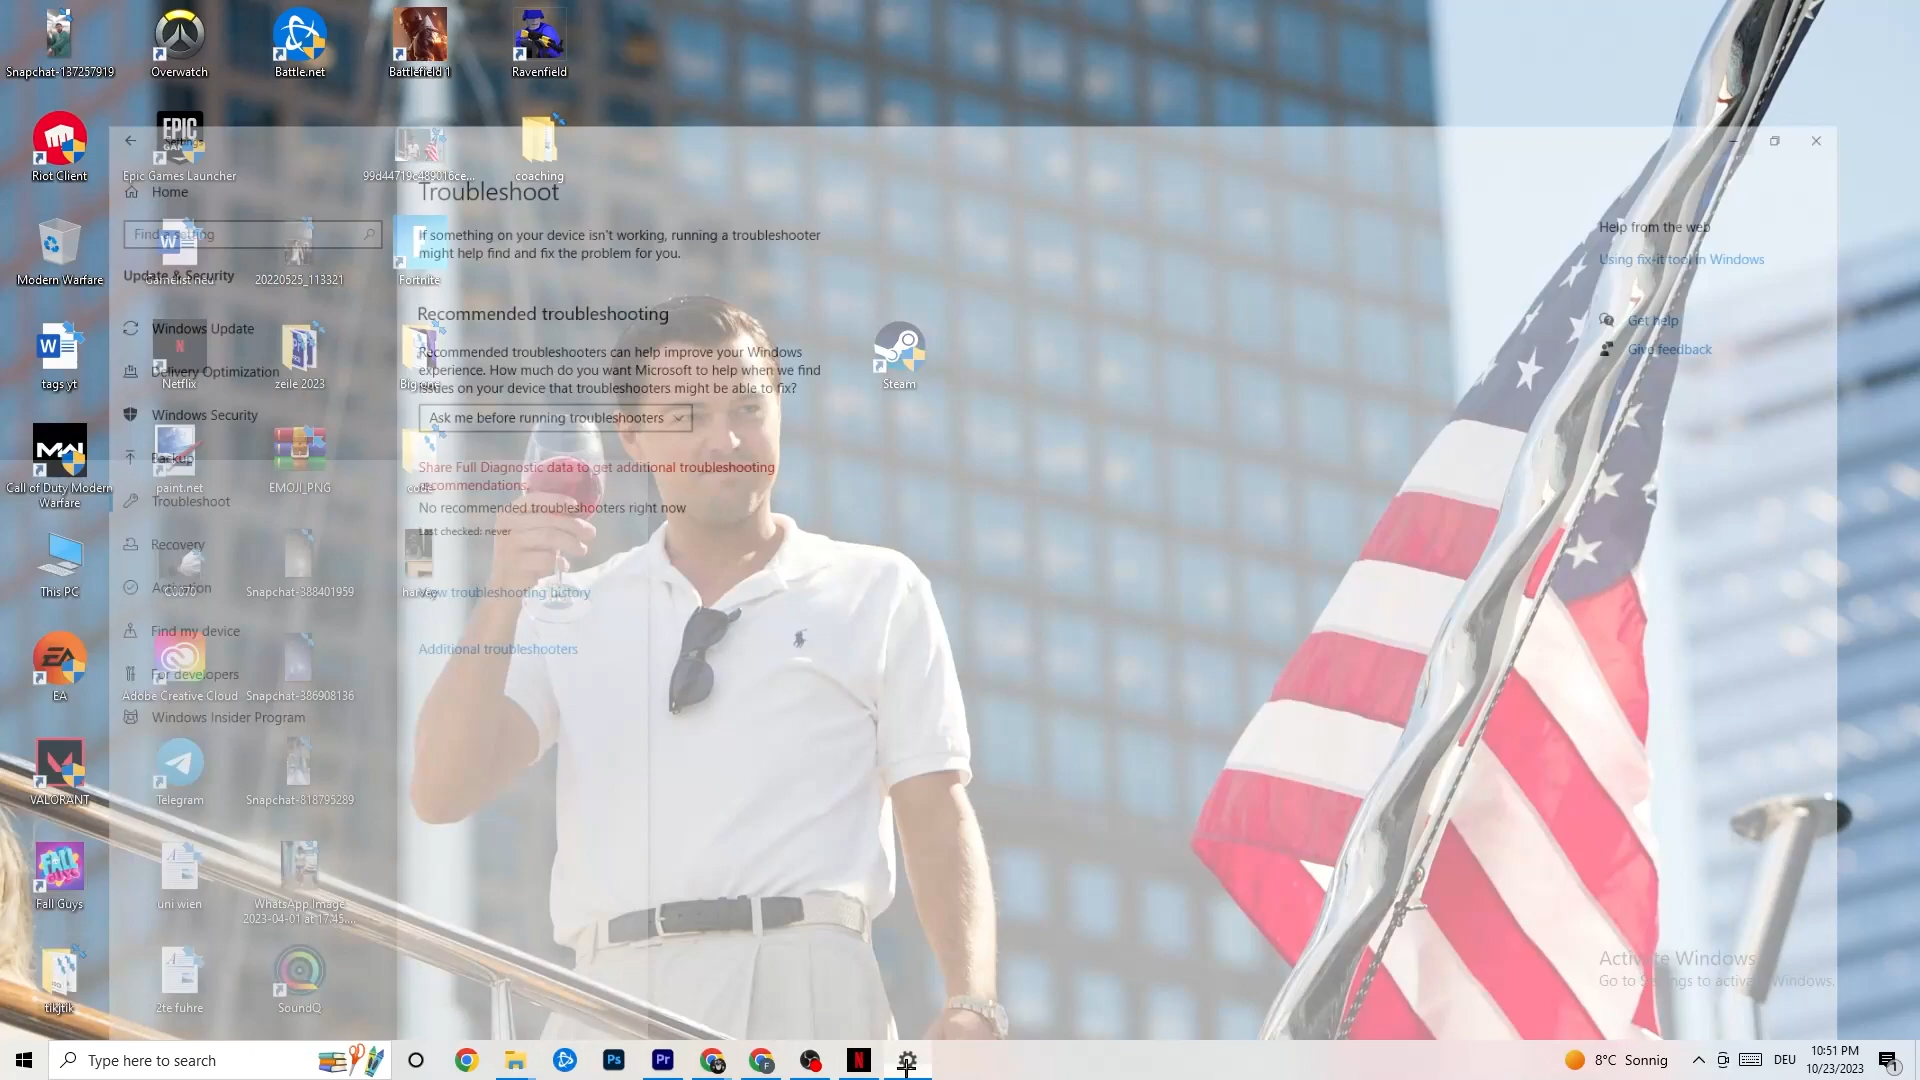 Snapchat-137257919
Overwatch
Battle.net
Battlefield 1
Ravenfield
Riot Client
EPIC
Epic Games Launcher
99d44719c489016ce...
coaching
Modern Warfare
Gamelist neu
20220525_113321
Fortnite
tags yt
Netflix
zeile 2023
Steam
Call of Duty Modern
Warfare
paint.net
EMOJI_PNG
This PC
Snapchat-388401959
EA
Adobe Creative Cloud
Snapchat-386908136
VALORANT
Telegram
Snapchat-818795289
FALL
GUYS
Fall Guys
uni wien
WhatsApp Image
2023-04-01 at 17.45....
tikjtik
2te fuhre
SoundQ
Settings
Home
Find a setting
Update & Security
Windows Update
Delivery Optimization
Windows Security
Backup
Troubleshoot
Recovery
Activation
Find my device
For developers
Windows Insider Program
Troubleshoot
If something on your device isn't working, running a troubleshooter
might help find and fix the problem for you.
Recommended troubleshooting
Recommended troubleshooters can help improve your Windows
experience. How much do you want Microsoft to help when we find
issues on your device that troubleshooters might be able to fix?
Ask me before running troubleshooters
Share Full Diagnostic data to get additional troubleshooting
recommendations.
No recommended troubleshooters right now
Last checked: never
View troubleshooting history
Additional troubleshooters
Help from the web
Using fix-it tool in Windows
Get help
Give feedback
Activate Windows
Go to Settings to activate Windows.
Type here to search
Ps
Pr
F
N
8°C Sonnig
DEU
10:51 PM
10/23/2023
1